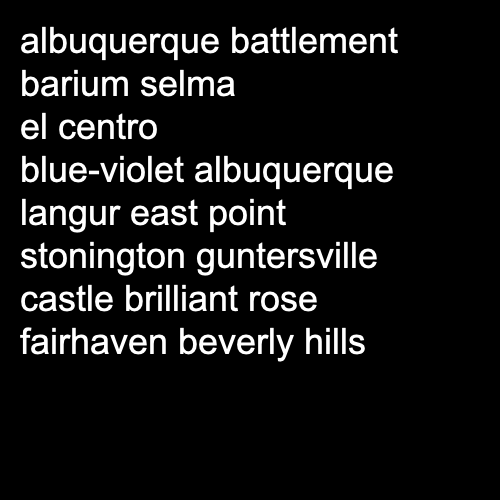 albuquerque battlement
barium selma
el centro
blue-violet albuquerque
langur east point
stonington guntersville
castle brilliant rose
fairhaven beverly hills